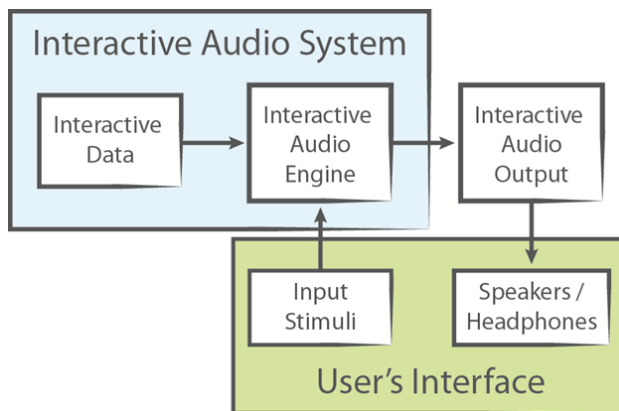 Interactive Audio System
Interactive
Data
Interactive
Audio
Engine
Interactive
Audio
Output
Input
Stimuli
Speakers /
Headphones
User's Interface